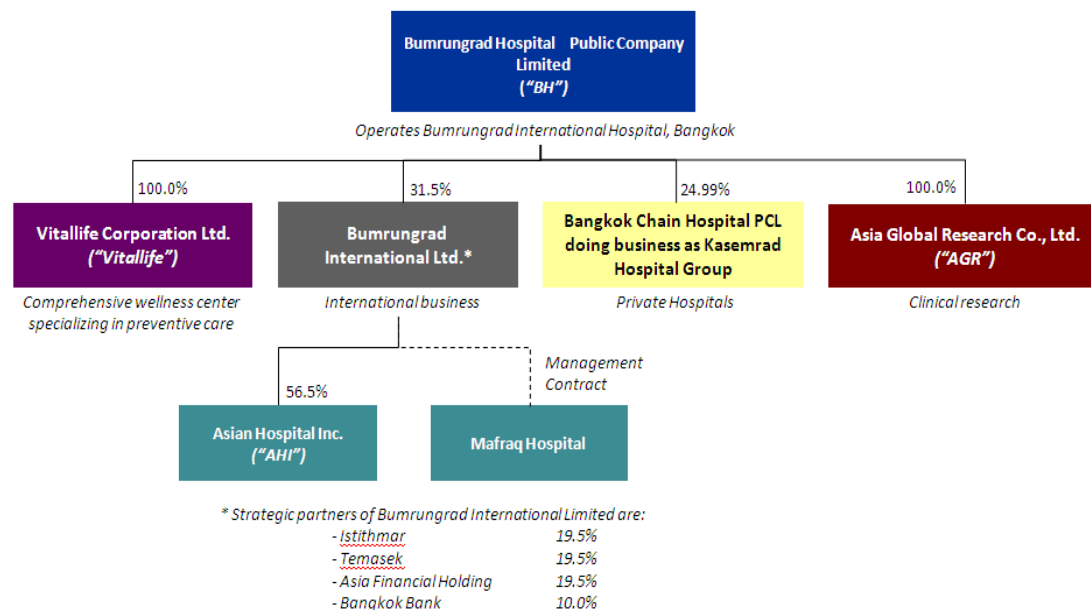 Bumrungrad Hospital Public Company
Limited
("BH")
Operates Bumrungrad International Hospital, Bangkok
100.0%
31.5%
24.99%
100.0%
Vitallife Corporation Ltd.
("Vitallife")
Bumrungrad
International Ltd.*
Bangkok Chain Hospital PCL
doing business as Kasemrad
Hospital Group
Asia Global Research Co., Ltd.
("AGR")
Comprehensive wellness center
specializing in preventive care
International business
Private Hospitals
Clinical research
Management
Contract
56.5%
Asian Hospital Inc.
("AHI")
Mafraq Hospital
* Strategic partners of Bumrungrad International Limited are:
- Istithmar 19.5%
- Temasek 19.5%
- Asia Financial Holding 19.5%
- Bangkok Bank 10.0%